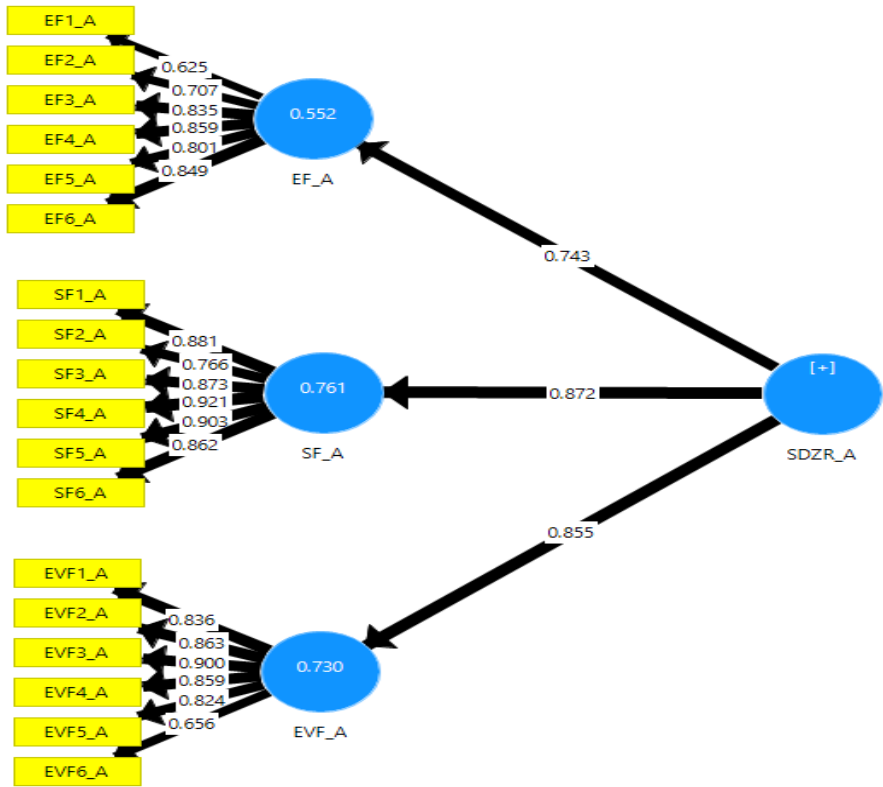 EF1_A
EF2_A
EF3_A
EF4_A
EF5_A
EF6_A
0.625
0.707
0.835
0.859
0.801
0.849
0.552
EF_A
0.743
SF1_A
SF2_A
SF3_A
SF4_A
SF5_A
SF6_A
0.881
0.766
0.873
0.921
0.903
0.862
0.761
SF_A
0.872
[+]
SDZR_A
0.855
EVF1_A
EVF2_A
EVF3_A
EVF4_A
EVF5_A
EVF6_A
0.836
0.863
0.900
0.859
0.824
0.656
0.730
EVF_A